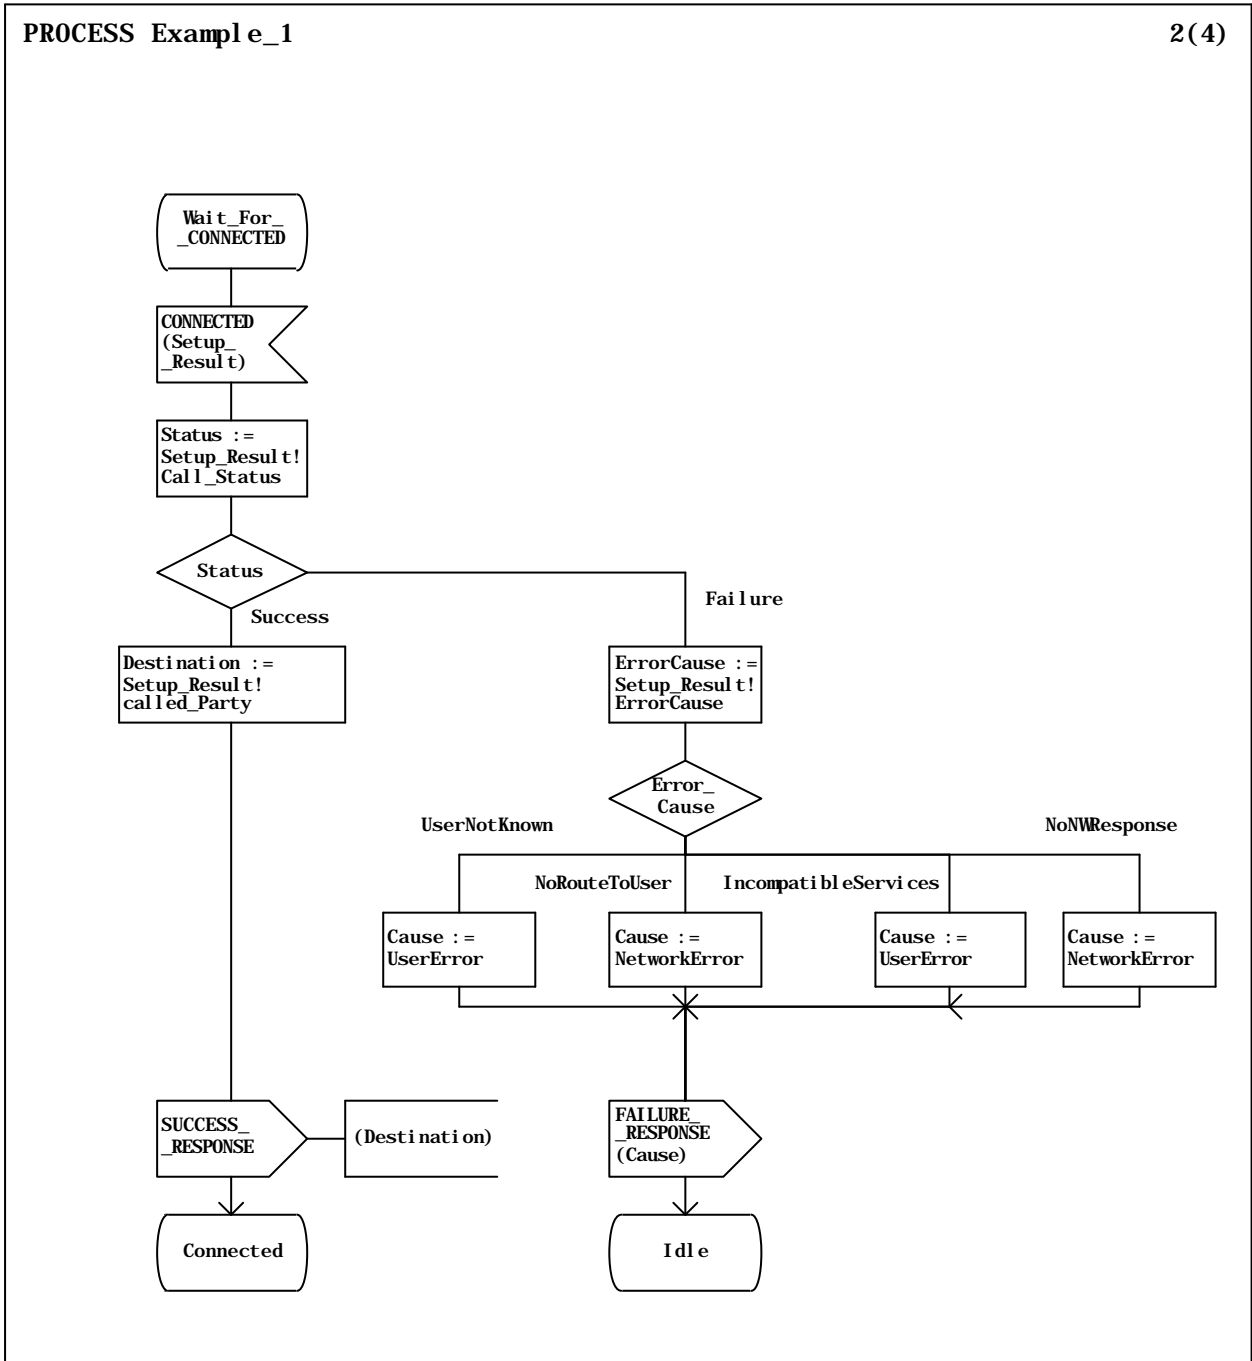 PROCESS Example_1
2(4)
Wait_For_
_CONNECTED
CONNECTED
(Setup_
_Result)
Status :=
Setup_Result!
Call_Status
Status
Failure
Success
Destination :=
Setup_Result!
called_Party
ErrorCause :=
Setup_Result!
ErrorCause
Error_
Cause
UserNotKnown
NoNWResponse
NoRouteToUser
IncompatibleServices
Cause :=
UserError
Cause :=
NetworkError
Cause :=
UserError
Cause :=
NetworkError
SUCCESS_
_RESPONSE
(Destination)
FAILURE_
_RESPONSE
(Cause)
Connected
Idle